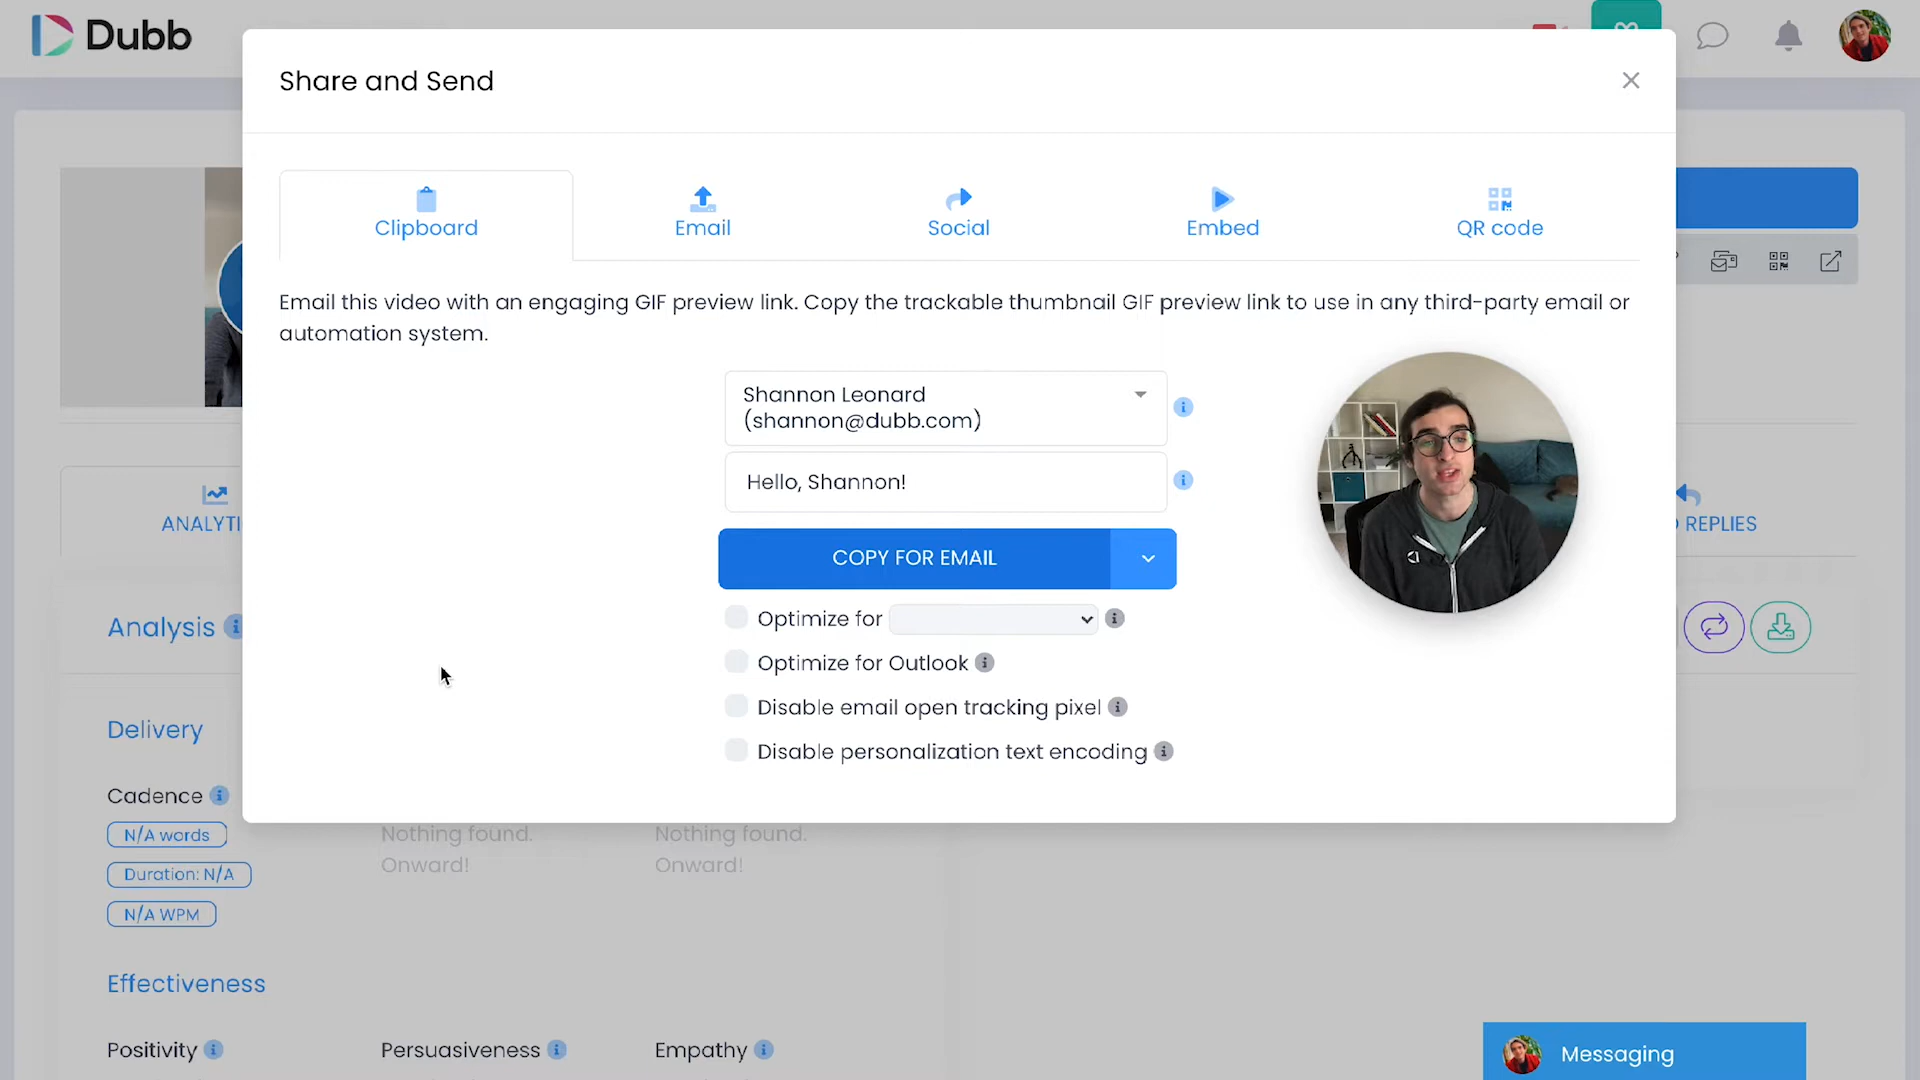 Dubb
Share and Send
Clipboard
Email
Social
Embed
QR code
Email this video with an engaging GIF preview link. Copy the trackable thumbnail GIF preview link to use in any third-party email or
automation system.
Shannon Leonard
(shannon@dubb.com)
Hello, Shannon!
COPY FOR EMAIL
Optimize for
Optimize for Outlook
Disable email open tracking pixel
Disable personalization text encoding
ANALYTI
REPLIES
Analysis
Delivery
Cadence
N/A words
Duration: N/A
N/A WPM
Nothing found.
Onward!
Nothing found.
Onward!
Effectiveness
Positivity
Persuasiveness
Empathy
Messaging